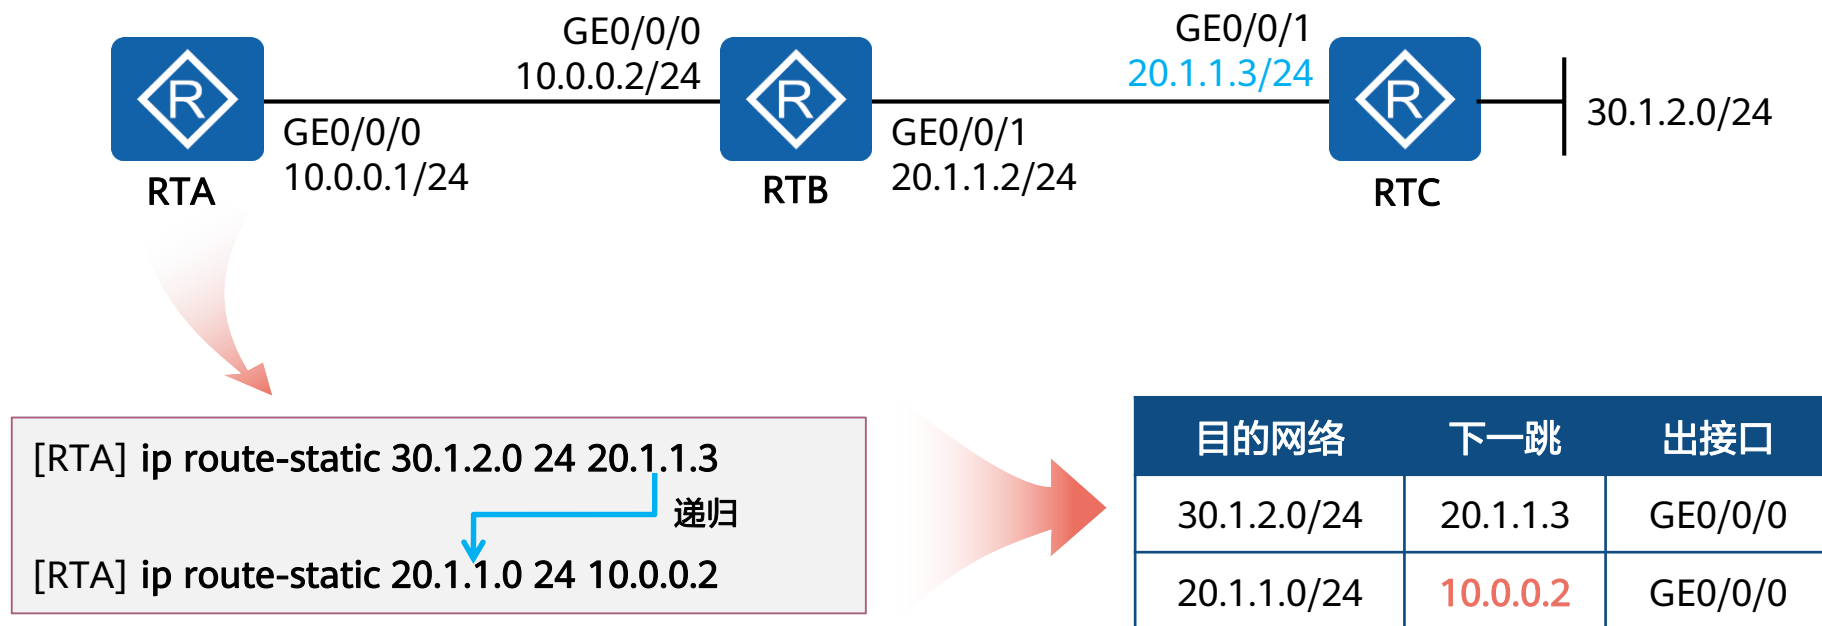 GE0/0/0
10.0.0.2/24
GE0/0/1
20.1.1.3/24
R
R
R
30.1.2.0/24
GE0/0/0
10.0.0.1/24
GE0/0/1
20.1.1.2/24
RTA
RTB
RTC
[RTA] ip route-static 30.1.2.0 24 20.1.1.3
递归
[RTA] ip route-static 20.1.1.0 24 10.0.0.2
目的网络 下一跳 出接口
30.1.2.0/24 20.1.1.3 GE0/0/0
20.1.1.0/24 10.0.0.2 GE0/0/0